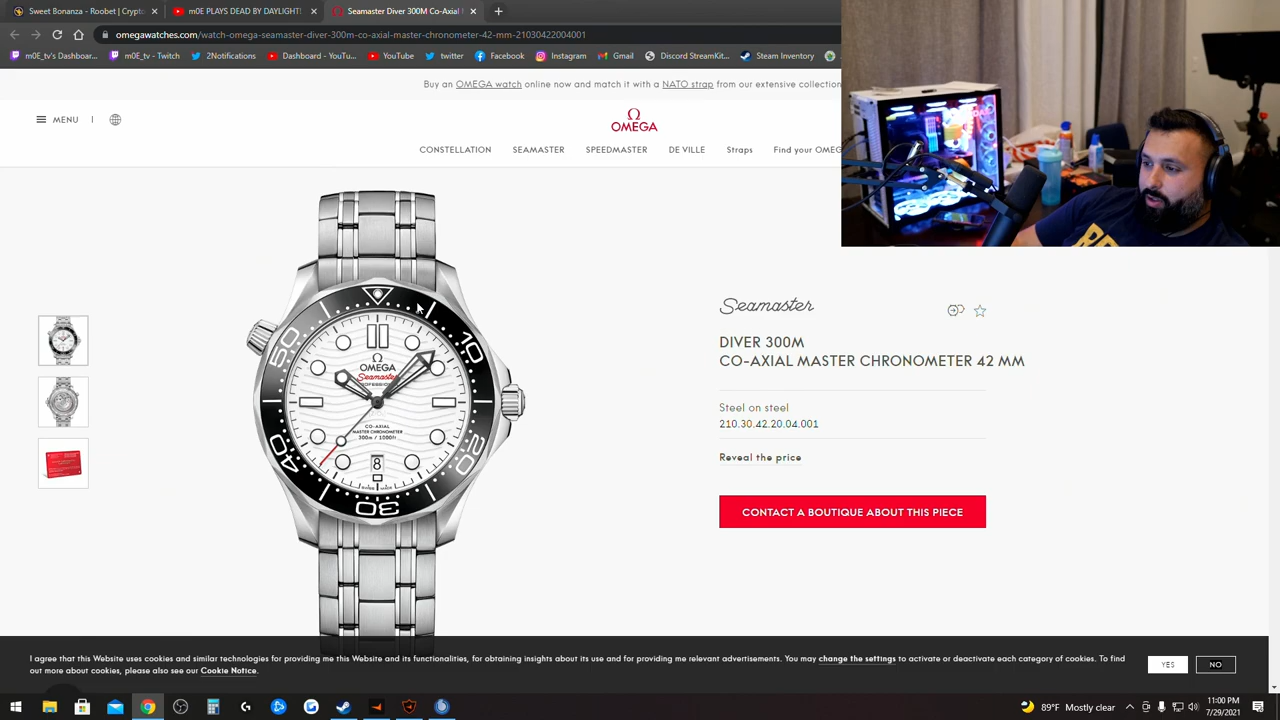 Sweet Bonanza - Roobet | Crypto
m0E PLAYS DEAD BY DAYLIGHT
Seamaster Diver 300M Co-Axial M
omegawatches.com/watch-omega-seamaster-diver-300m-co-axial-master-chronometer-42-mm-21030422004001
m0E_tv's Dashboar...
m0E_tv - Twitch
2Notifications
Dashboard - YouTu...
YouTube
twitter
Facebook
Instagram
Gmail
Discord StreamKit...
Steam Inventory
Buy an OMEGA watch online now and match it with a NATO strap from our extensive collection
MENU
OMEGA
CONSTELLATION
SEAMASTER
SPEEDMASTER
DE VILLE
Straps
Find your OMEG
50
10
OMEGA
Seamaster
PROFESSIONAL
CO-AXIAL
MASTER CHRONOMETER
300m / 1000ft
40
20
8
SWISS MADE
30
Seamaster
DIVER 300M
CO-AXIAL MASTER CHRONOMETER 42 MM
Steel on steel
210.30.42.20.04.001
Reveal the price
CONTACT A BOUTIQUE ABOUT THIS PIECE
I agree that this Website uses cookies and similar technologies for providing me this Website and its functionalities, for obtaining insights about its use and for providing me relevant advertisements. You may change the settings to activate or deactivate each category of cookies. To find
out more about cookies, please also see our Cookie Notice.
YES
NO
89°F Mostly clear
11:00 PM
7/29/2021